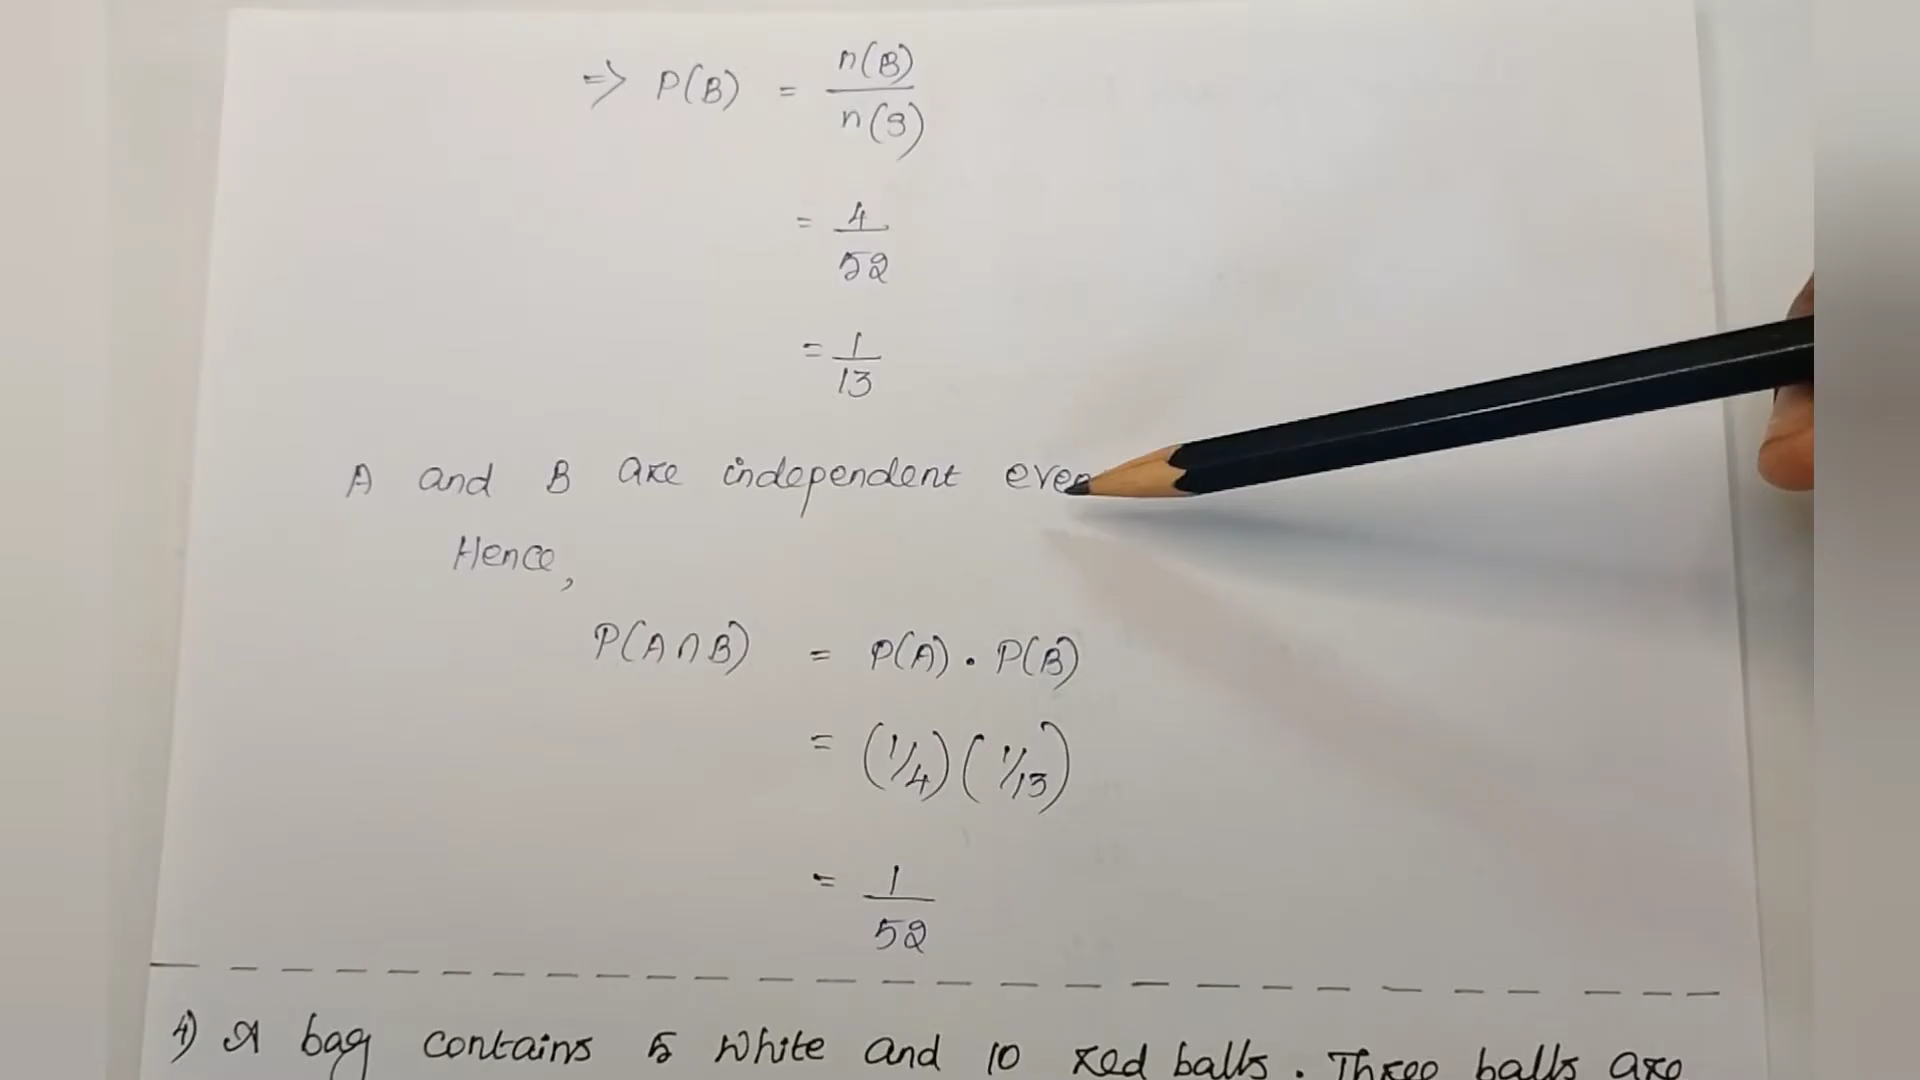 => P(B) = n(B) / n(S)
= 4 / 52
= 1 / 13
A and B are independent eve
Hence,
P(A∩B) = P(A) . P(B)
= (1/4) (1/13)
= 1 / 52
4) A bag contains 5 white and 10 red balls. Three balls are